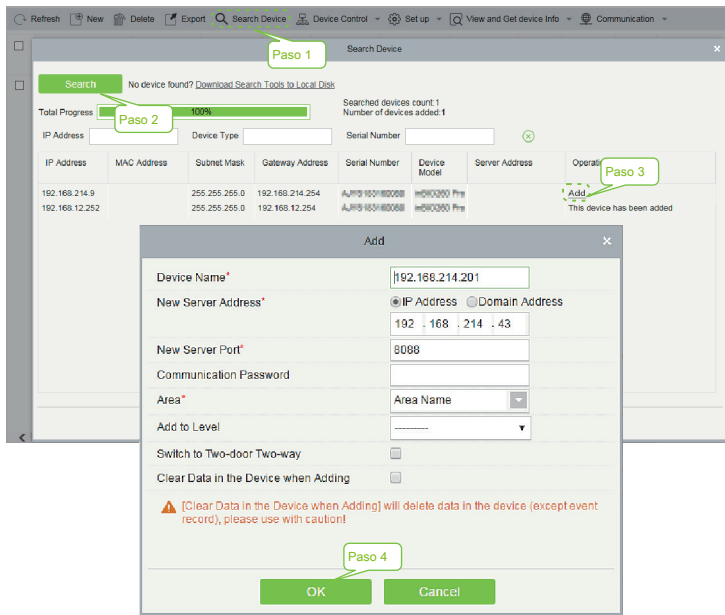 Refresh New Delete Export Search Device Device Control Set up View and Get device Info Communication
Paso 1
Search Device
Search No device found? Download Search Tools to Local Disk
Total Progress 100% Searched devices count:1
Number of devices added:1
Paso 2
IP Address Device Type Serial Number
IP Address MAC Address Subnet Mask Gateway Address Serial Number Device Model Server Address
Paso 3
192.168.214.9 255.255.255.0 192.168.214.254 Add
192.168.12.252 255.255.255.0 192.168.12.254 This device has been added
Add
Device Name* 192.168.214.201
New Server Address* IP Address Domain Address
192 . 168 . 214 . 43
New Server Port* 8088
Communication Password
Area* Area Name
Add to Level ---------
Switch to Two-door Two-way
Clear Data in the Device when Adding
[Clear Data in the Device when Adding] will delete data in the device (except event
record), please use with caution!
Paso 4
OK Cancel